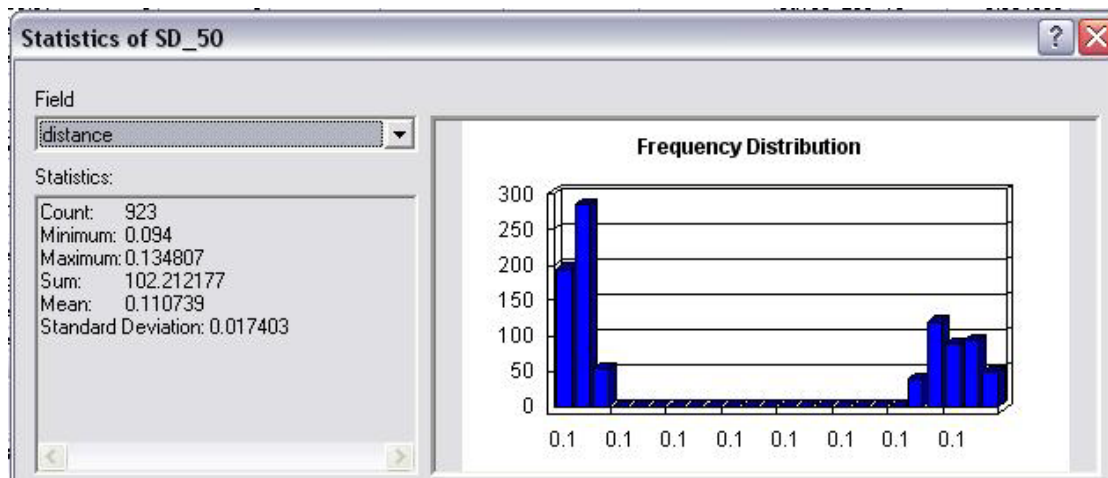 Statistics of SD_50
Field
distance
Statistics:
Count: 923
Minimum: 0.094
Maximum: 0.134807
Sum: 102.212177
Mean: 0.110739
Standard Deviation: 0.017403
Frequency Distribution
300
250
200
150
100
50
0
0.1 0.1 0.1 0.1 0.1 0.1 0.1 0.1